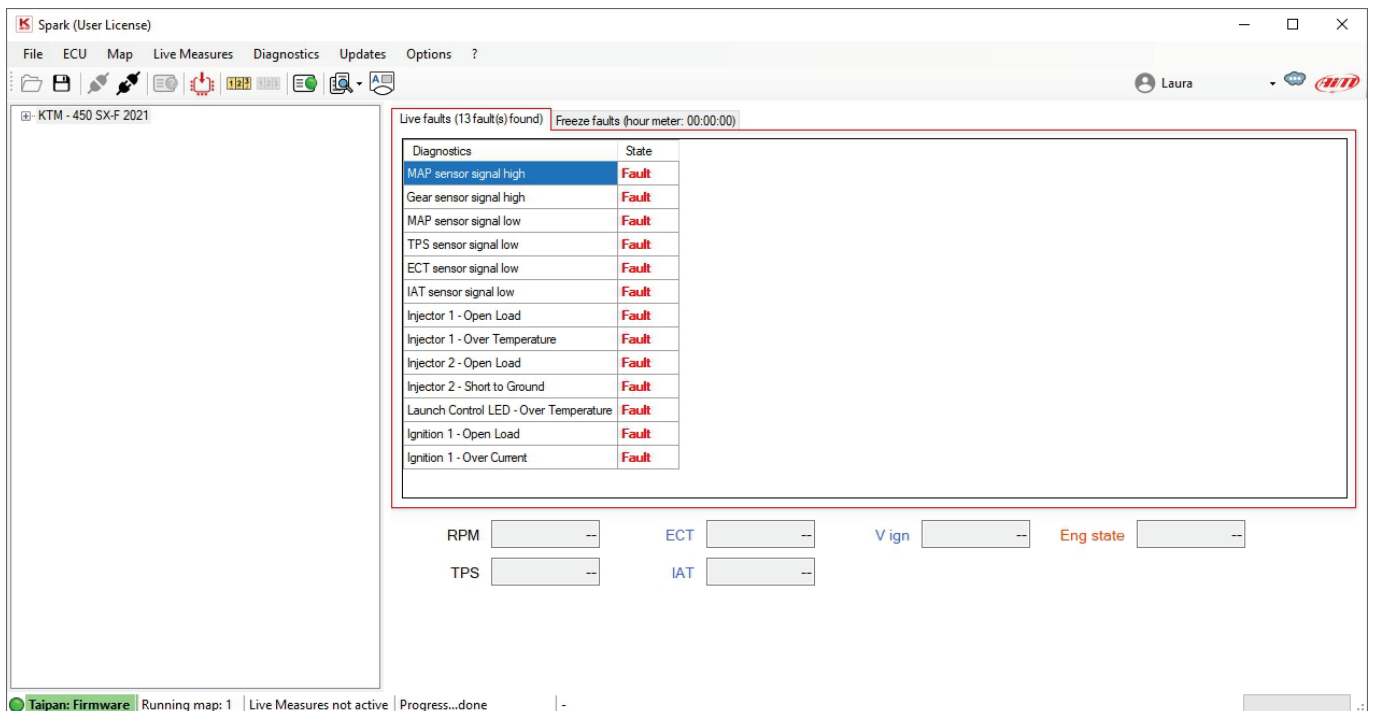 K Spark (User License)
File ECU Map Live Measures Diagnostics Updates Options ?
123 Laura AiM
KTM - 450 SX-F 2021
Live faults (13 fault(s) found) Freeze faults (hour meter: 00:00:00)
Diagnostics State
MAP sensor signal high Fault
Gear sensor signal high Fault
MAP sensor signal low Fault
TPS sensor signal low Fault
ECT sensor signal low Fault
IAT sensor signal low Fault
Injector 1 - Open Load Fault
Injector 1 - Over Temperature Fault
Injector 2 - Open Load Fault
Injector 2 - Short to Ground Fault
Launch Control LED - Over Temperature Fault
Ignition 1 - Open Load Fault
Ignition 1 - Over Current Fault
RPM -- ECT -- V ign -- Eng state --
TPS -- IAT --
Taipan: Firmware Running map: 1 Live Measures not active Progress...done -